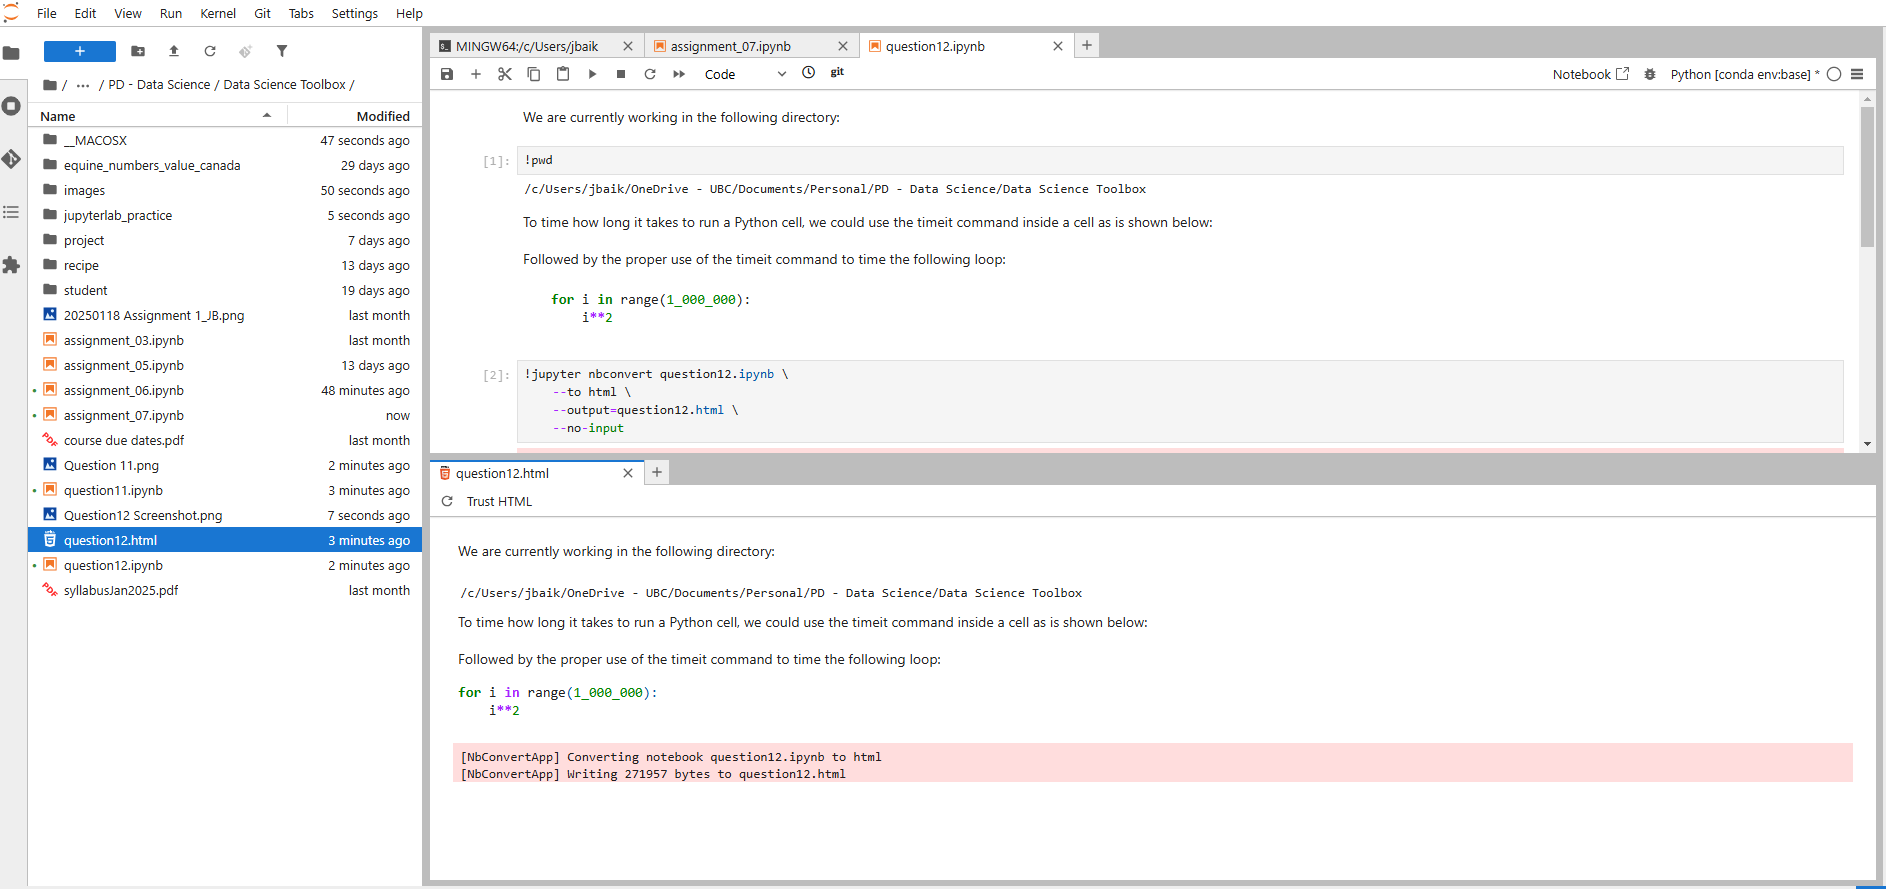 File Edit View Run Kernel Git Tabs Settings Help
/ ··· / PD - Data Science / Data Science Toolbox /
Name Modified
__MACOSX 47 seconds ago
equine_numbers_value_canada 29 days ago
images 50 seconds ago
jupyterlab_practice 5 seconds ago
project 7 days ago
recipe 13 days ago
student 19 days ago
20250118 Assignment 1_JB.png last month
assignment_03.ipynb last month
assignment_05.ipynb 13 days ago
assignment_06.ipynb 48 minutes ago
assignment_07.ipynb now
course due dates.pdf last month
Question 11.png 2 minutes ago
question11.ipynb 3 minutes ago
Question12 Screenshot.png 7 seconds ago
question12.html 3 minutes ago
question12.ipynb 2 minutes ago
syllabusJan2025.pdf last month
MINGW64:/c/Users/jbaik assignment_07.ipynb question12.ipynb
Code git Notebook Python [conda env:base] *
We are currently working in the following directory:
[1]: !pwd
/c/Users/jbaik/OneDrive - UBC/Documents/Personal/PD - Data Science/Data Science Toolbox
To time how long it takes to run a Python cell, we could use the timeit command inside a cell as is shown below:
Followed by the proper use of the timeit command to time the following loop:
for i in range(1_000_000):
i**2
[2]: !jupyter nbconvert question12.ipynb \
--to html \
--output=question12.html \
--no-input
question12.html
Trust HTML
We are currently working in the following directory:
/c/Users/jbaik/OneDrive - UBC/Documents/Personal/PD - Data Science/Data Science Toolbox
To time how long it takes to run a Python cell, we could use the timeit command inside a cell as is shown below:
Followed by the proper use of the timeit command to time the following loop:
for i in range(1_000_000):
i**2
[NbConvertApp] Converting notebook question12.ipynb to html
[NbConvertApp] Writing 271957 bytes to question12.html